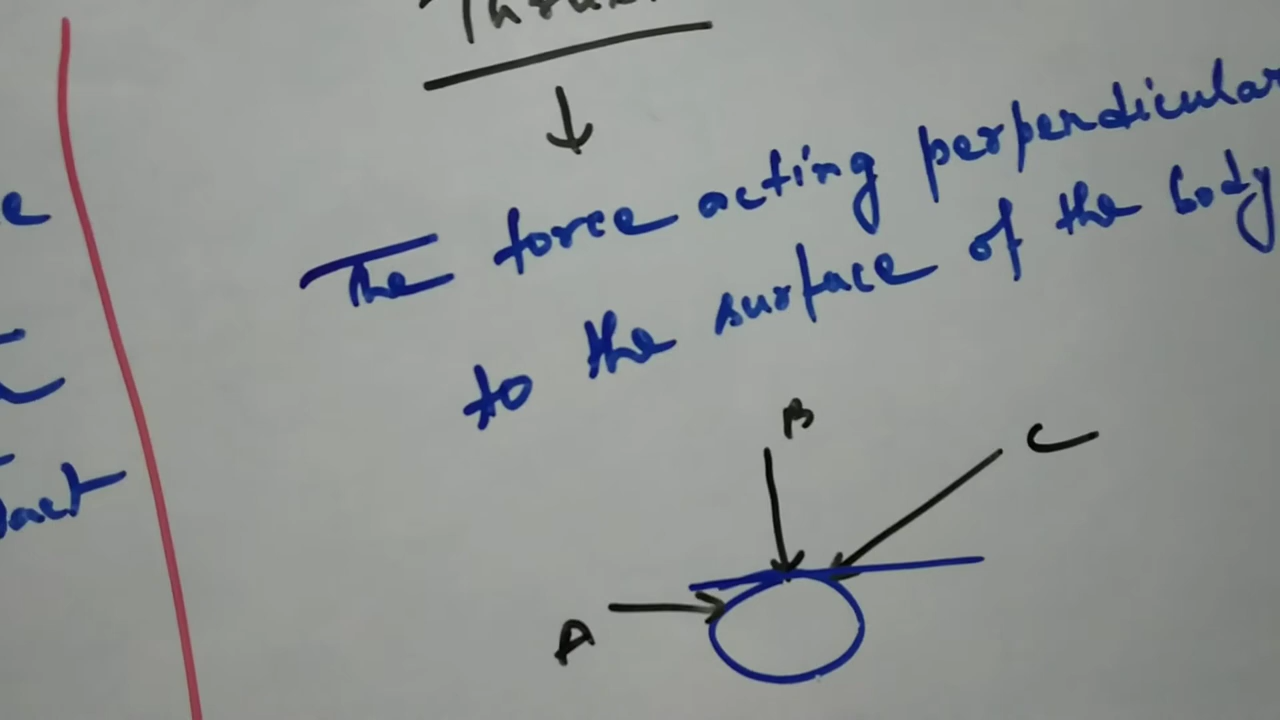 The force acting perpendicular
to the surface of the body
B
C
A